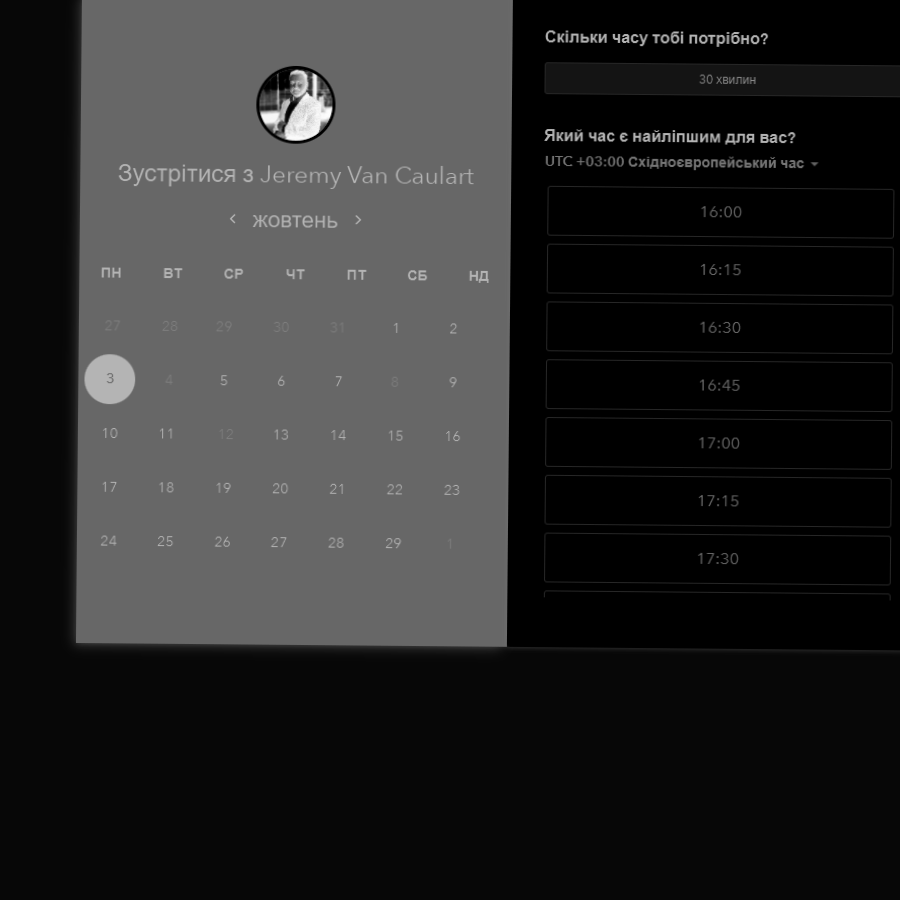 Зустрітися з Jeremy Van Caulart
жовтень
ПН ВТ СР ЧТ ПТ СБ НД
27 28 29 30 31 1 2
3 4 5 6 7 8 9
10 11 12 13 14 15 16
17 18 19 20 21 22 23
24 25 26 27 28 29 1
Скільки часу тобі потрібно?
30 хвилин
Який час є найліпшим для вас?
UTC +03:00 Східноєвропейський час
16:00
16:15
16:30
16:45
17:00
17:15
17:30